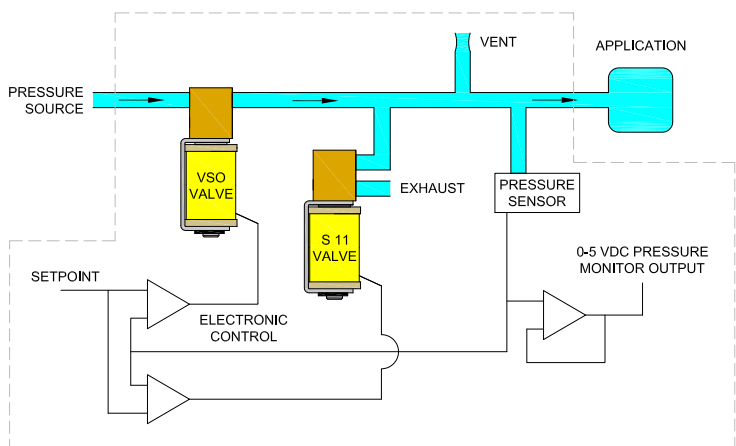 VENT
APPLICATION
PRESSURE
SOURCE
VSO
VALVE
EXHAUST
PRESSURE
SENSOR
S 11
VALVE
0-5 VDC PRESSURE
MONITOR OUTPUT
SETPOINT
ELECTRONIC
CONTROL